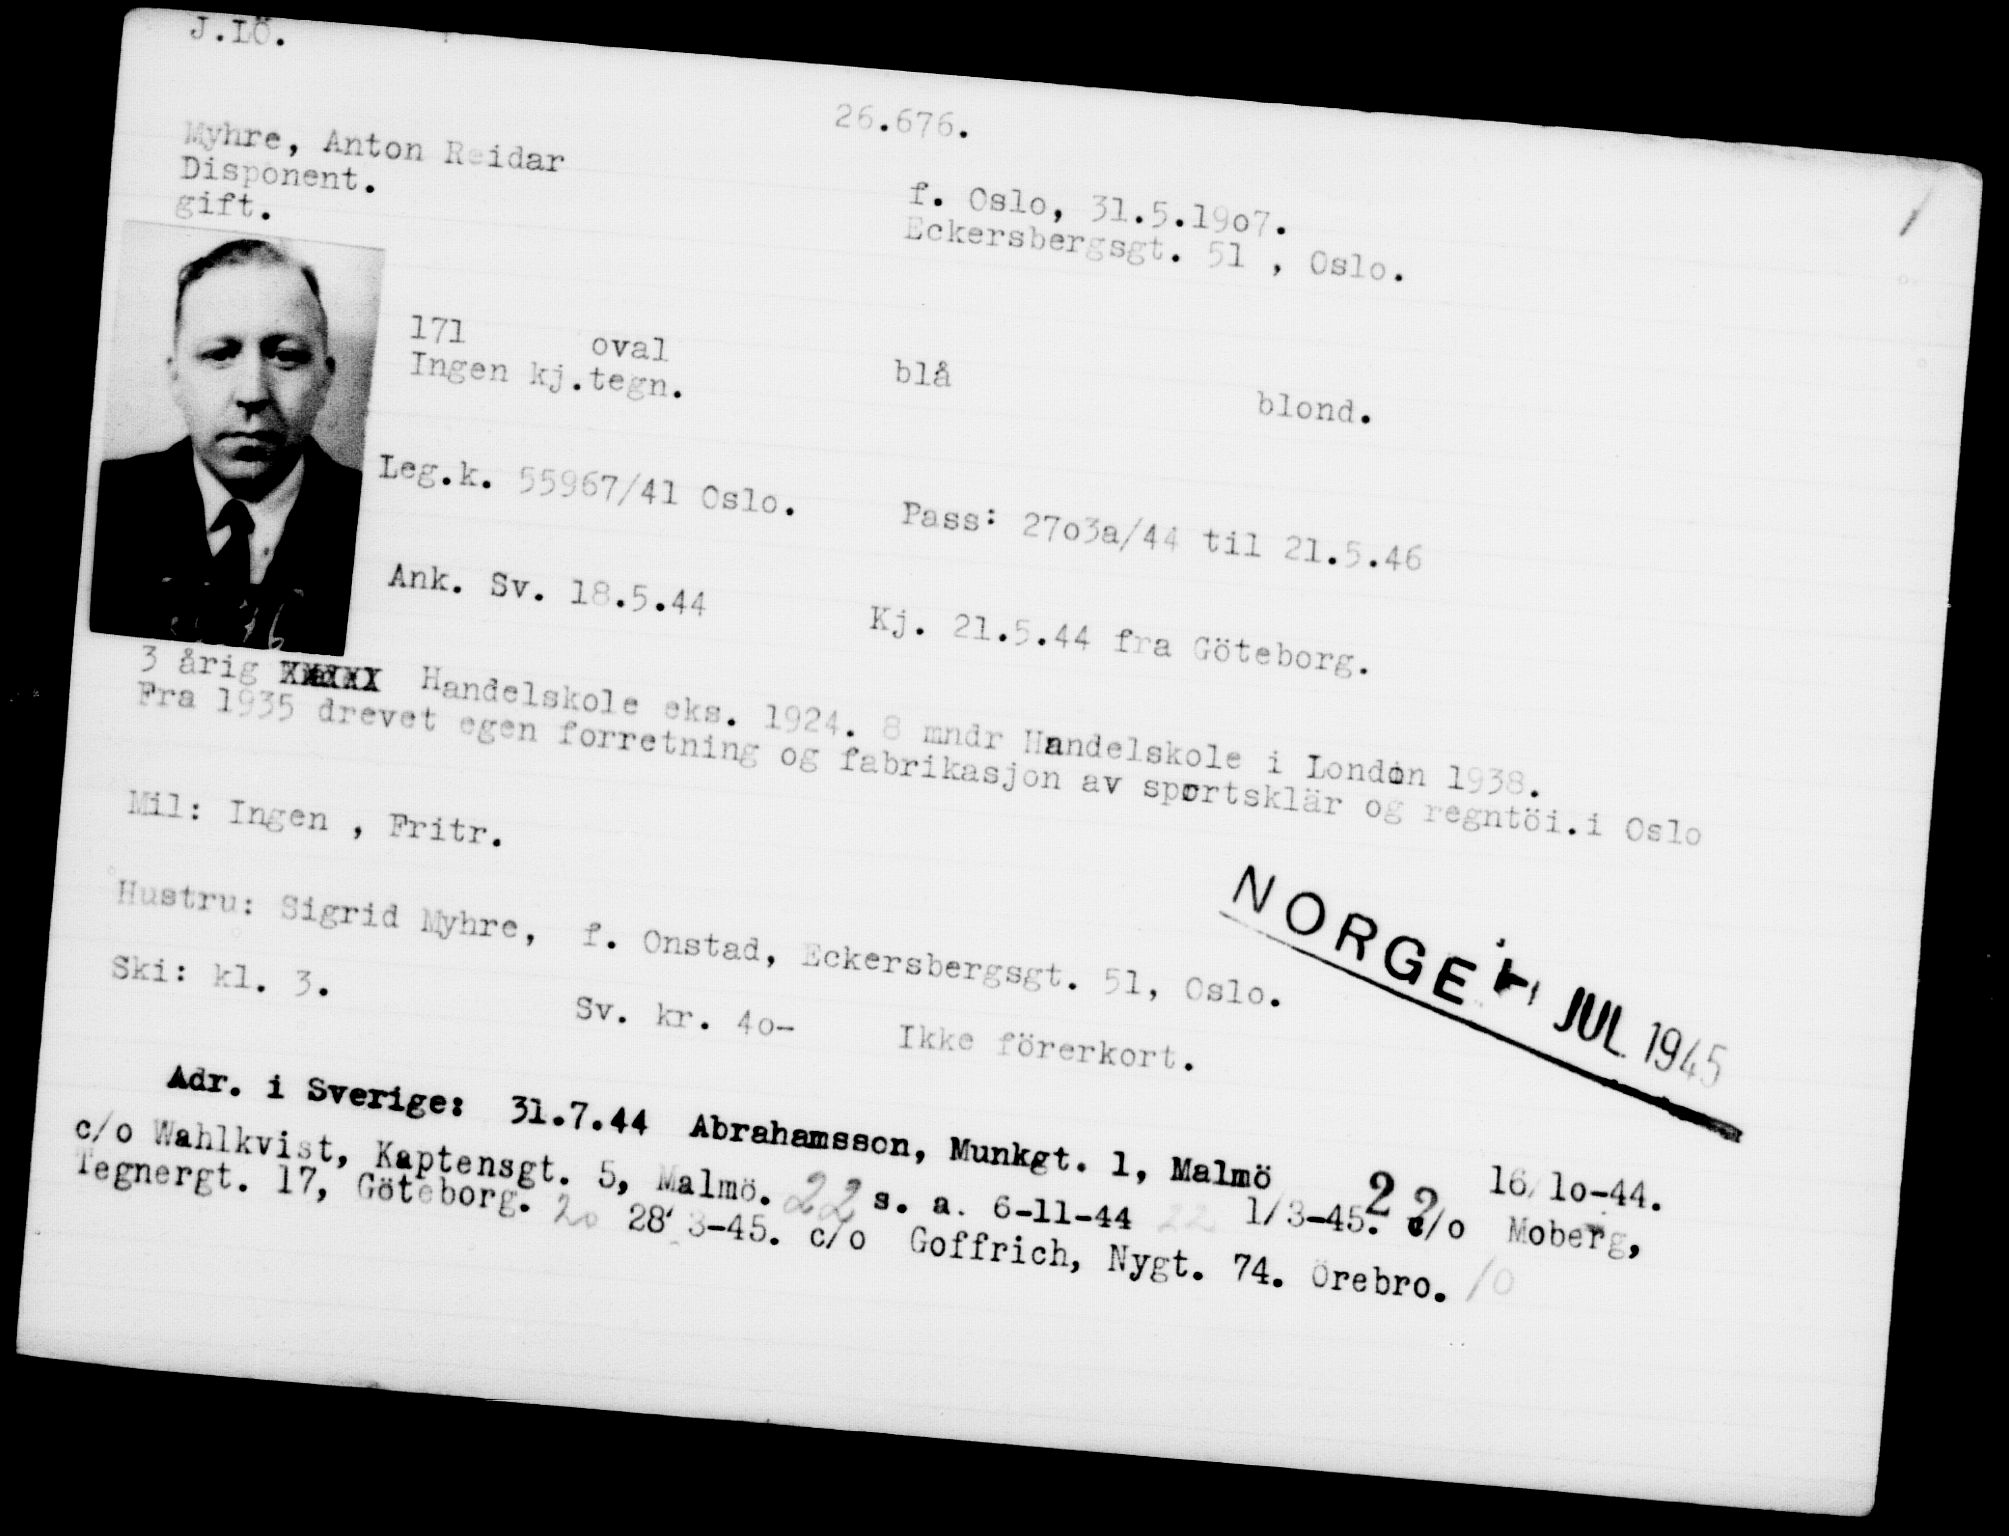 J.LÖ.
26.676.
Myhre, Anton Reidar
Disponent.
gift.
f. Oslo, 31.5.19o7.
Eckersbergsgt. 51 , Oslo.
171 oval blå blond.
Ingen kj.tegn.
Leg.k. 55967/41 Oslo. Pass: 27o3a/44 til 21.5.46
Ank. Sv. 18.5.44 Kj. 21.5.44 fra Göteborg.
3 årig Handelskole eks. 1924. 8 mndr Handelskole i London 1938.
Fra 1935 drevet egen forretning og fabrikasjon av sportsklär og regntöi.i Oslo
Mil: Ingen , Fritr.
Hustru: Sigrid Myhre, f. Onstad, Eckersbergsgt. 51, Oslo.
Ski: kl. 3. Sv. kr. 4o- Ikke förerkort.
NORGE JUL 1945
Adr. i Sverige: 31.7.44 Abrahamsson, Munkgt. 1, Malmö 22 16/1o-44.
c/o Wahlkvist, Kaptensgt. 5, Malmö. 22 s. a. 6-11-44 22 1/3-45. c/o Moberg,
Tegnergt. 17, Göteborg. 20 28/3-45. c/o Goffrich, Nygt. 74. Örebro. 10